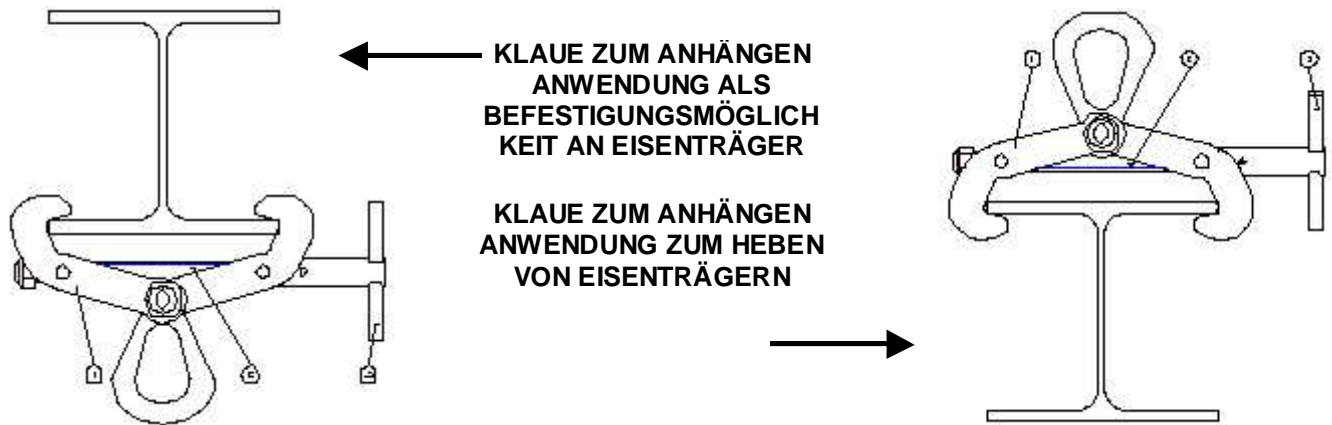 KLAUE ZUM ANHÄNGEN
ANWENDUNG ALS
BEFESTIGUNGSMÖGLICH
KEIT AN EISENTRÄGER
KLAUE ZUM ANHÄNGEN
ANWENDUNG ZUM HEBEN
VON EISENTRÄGERN